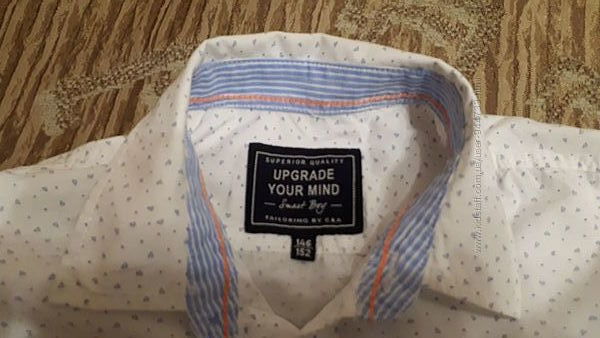 SUPERIOR QUALITY
UPGRADE
YOUR MIND
Smart Boy
TAILORING BY C&A
146
152